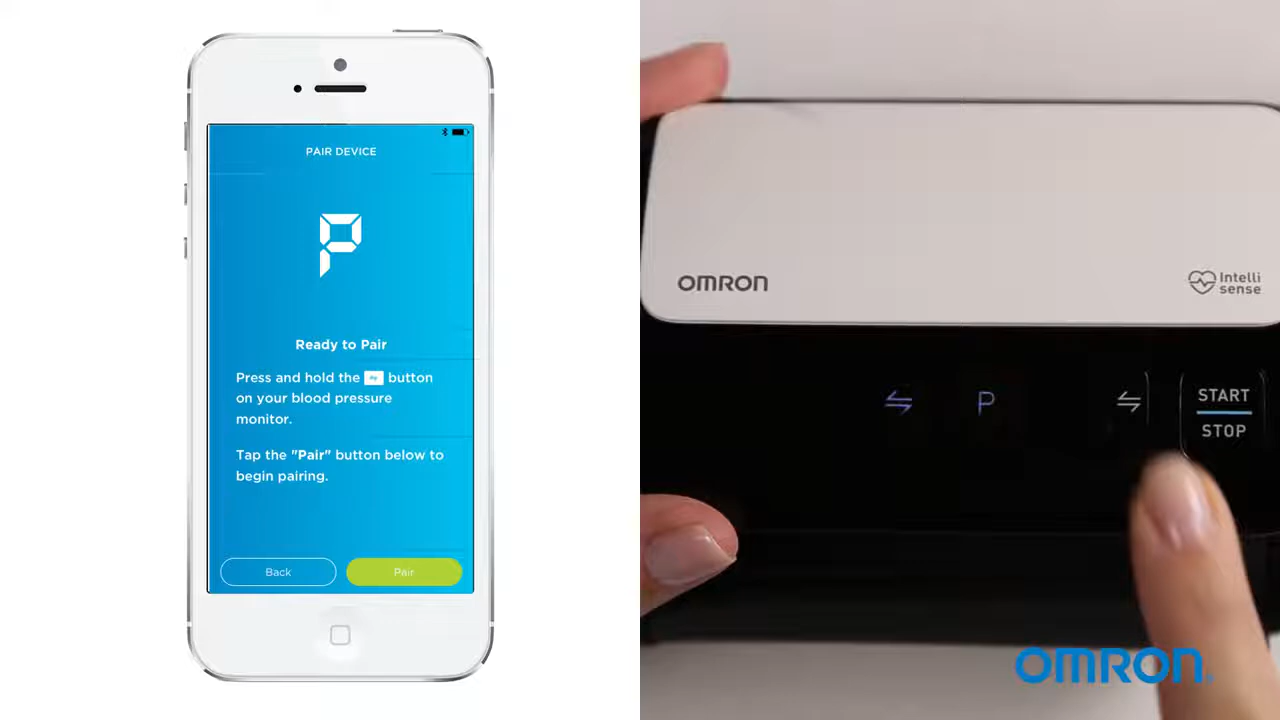 PAIR DEVICE
P
Ready to Pair
Press and hold the button
on your blood pressure
monitor.
Tap the "Pair" button below to
begin pairing.
Back
Pair
OMRON
Intelli
sense
P
START
STOP
OMRON